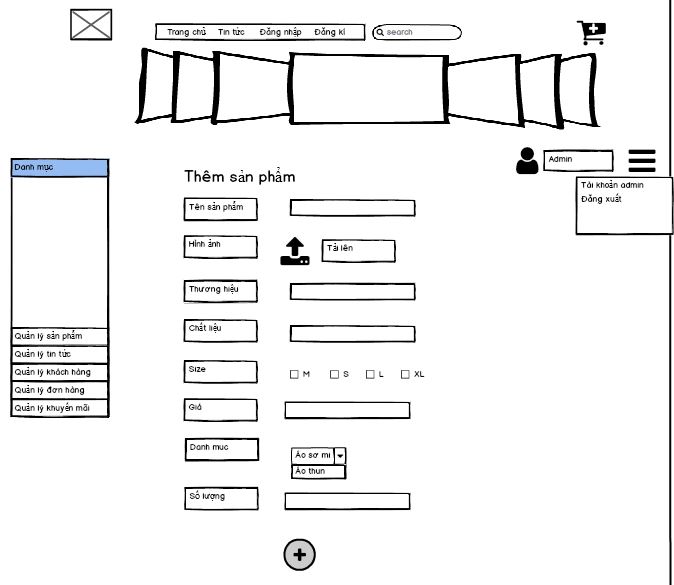 Trang chủ Tin tức Đăng nhập Đăng kí
search
Admin
Tài khoản admin
Đăng xuất
Danh mục
Quản lý sản phẩm
Quản lý tin tức
Quản lý khách hàng
Quản lý đơn hàng
Quản lý khuyến mãi
Thêm sản phẩm
Tên sản phẩm
Hình ảnh
Tải lên
Thương hiệu
Chất liệu
Size
M S L XL
Giá
Danh mục
Áo sơ mi
Áo thun
Số lượng